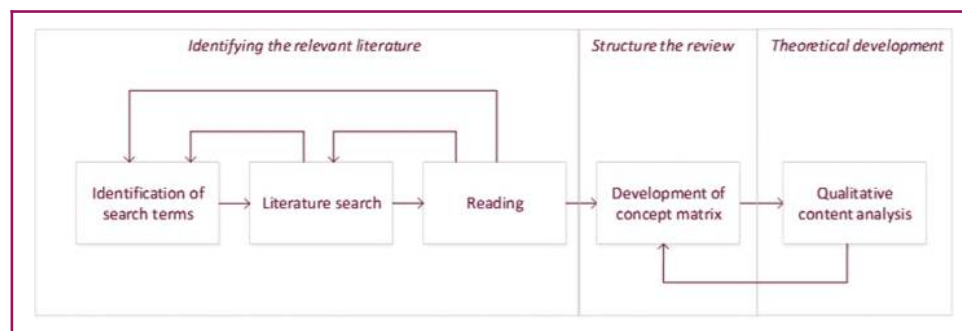 Identifying the relevant literature
Structure the review
Theoretical development
Identification of
search terms
Literature search
Reading
Development of
concept matrix
Qualitative
content analysis